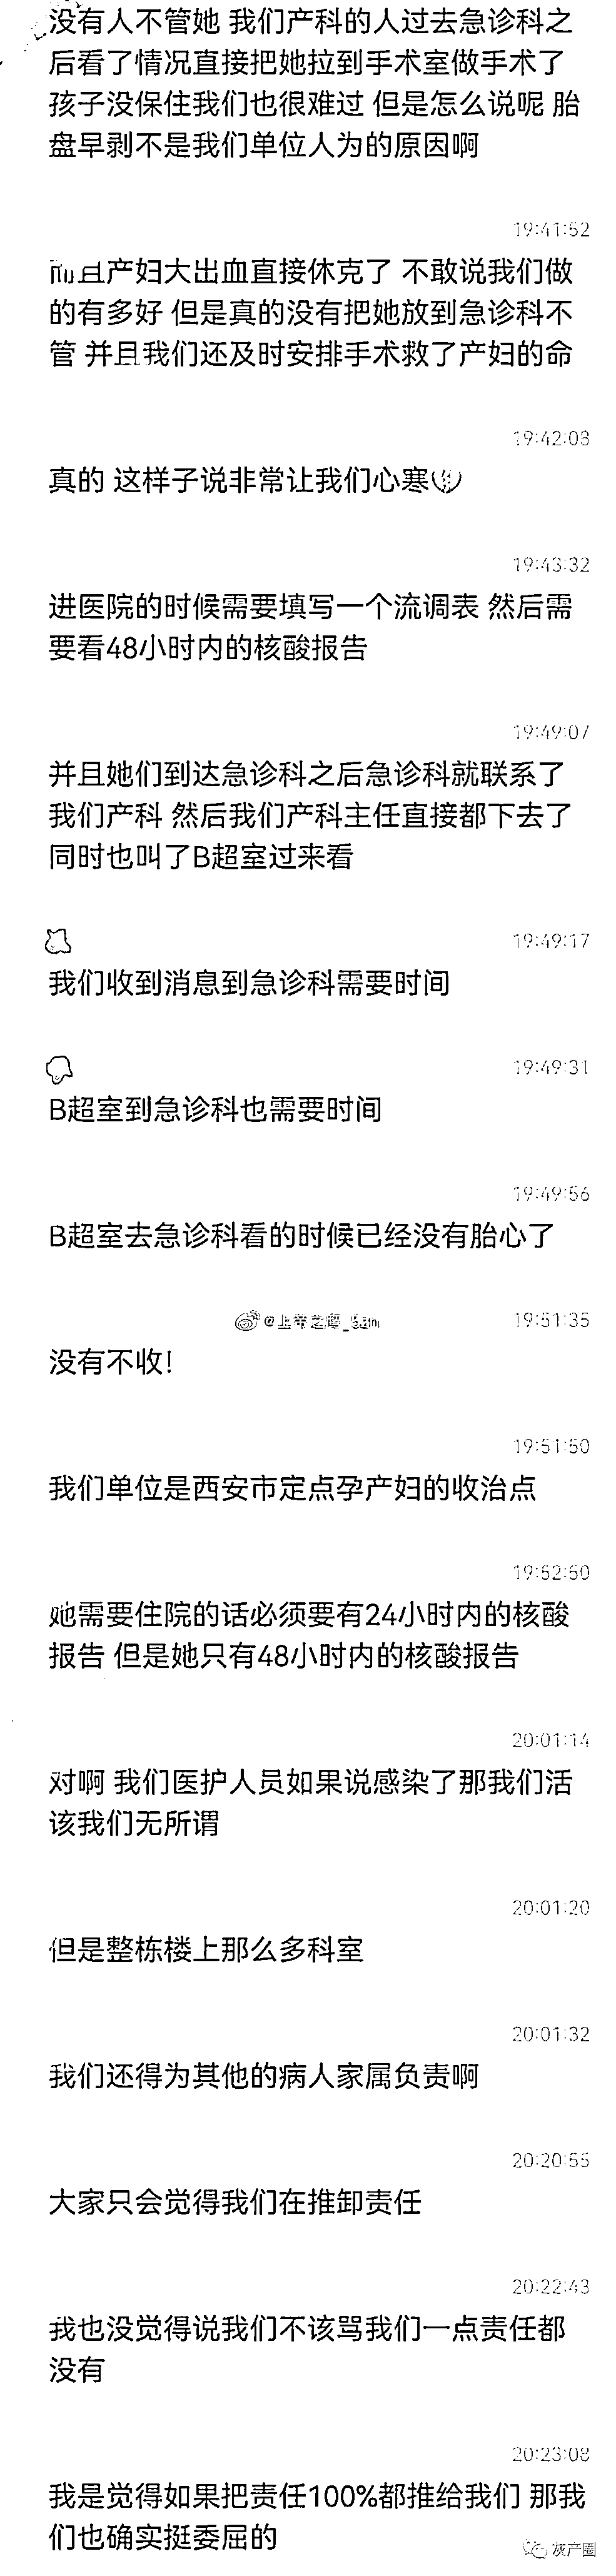 没有人不管她 我们产科的人过去急诊科之
后看了情况直接把她拉到手术室做手术了
孩子没保住我们也很难过 但是怎么说呢 胎
盘早剥不是我们单位人为的原因啊
19:41:52
而且产妇大出血直接休克了 不敢说我们做
的有多好 但是真的没有把她放到急诊科不
管 并且我们还及时安排手术救了产妇的命
19:42:08
真的 这样子说非常让我们心寒
19:43:32
进医院的时候需要填写一个流调表 然后需
要看48小时内的核酸报告
19:49:07
并且她们到达急诊科之后急诊科就联系了
我们产科 然后我们产科主任直接都下去了
同时也叫了B超室过来看
19:49:17
我们收到消息到急诊科需要时间
19:49:31
B超室到急诊科也需要时间
19:49:56
B超室去急诊科看的时候已经没有胎心了
@上帝之鹰_5zn
19:51:35
没有不收!
19:51:50
我们单位是西安市定点孕产妇的收治点
19:52:50
她需要住院的话必须要有24小时内的核酸
报告 但是她只有48小时内的核酸报告
20:01:14
对啊 我们医护人员如果说感染了那我们活
该我们无所谓
20:01:20
但是整栋楼上那么多科室
20:01:32
我们还得为其他的病人家属负责啊
20:20:55
大家只会觉得我们在推卸责任
20:22:43
我也没觉得说我们不该骂我们一点责任都
没有
20:23:08
我是觉得如果把责任100%都推给我们 那我
们也确实挺委屈的
灰产圈